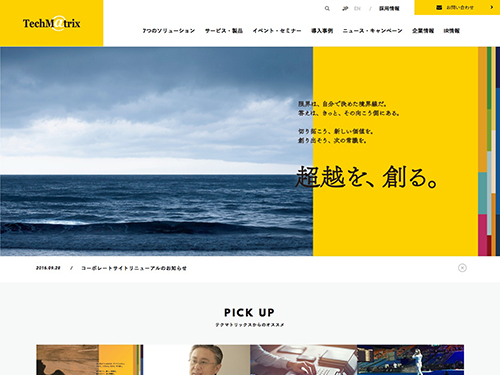 TechM@trix
JP EN / 採用情報
お問い合わせ
7つのソリューション サービス・製品 イベント・セミナー 導入事例 ニュース・キャンペーン 企業情報 IR情報
限界は、自分で決めた境界線だ。
答えは、きっと、その向こう側にある。
切り拓こう、新しい価値を。
創り出そう、次の常識を。
超越を、創る。
2016.09.28 / コーポレートサイトリニューアルのお知らせ
PICK UP
テクマトリックスからのオススメ